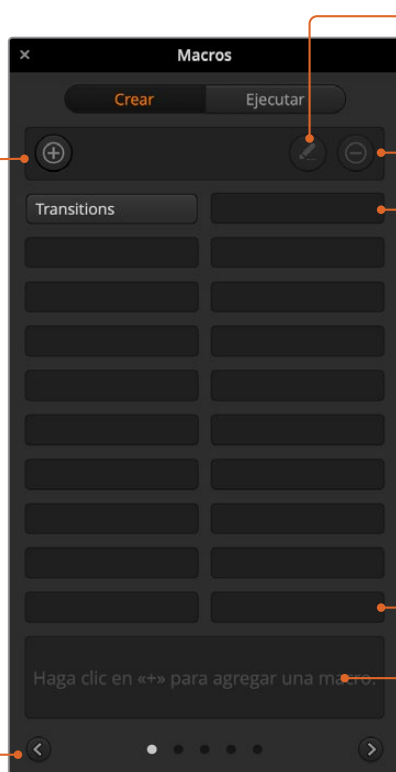 Macros
Crear Ejecutar
Transitions
Haga clic en «+» para agregar una macro.